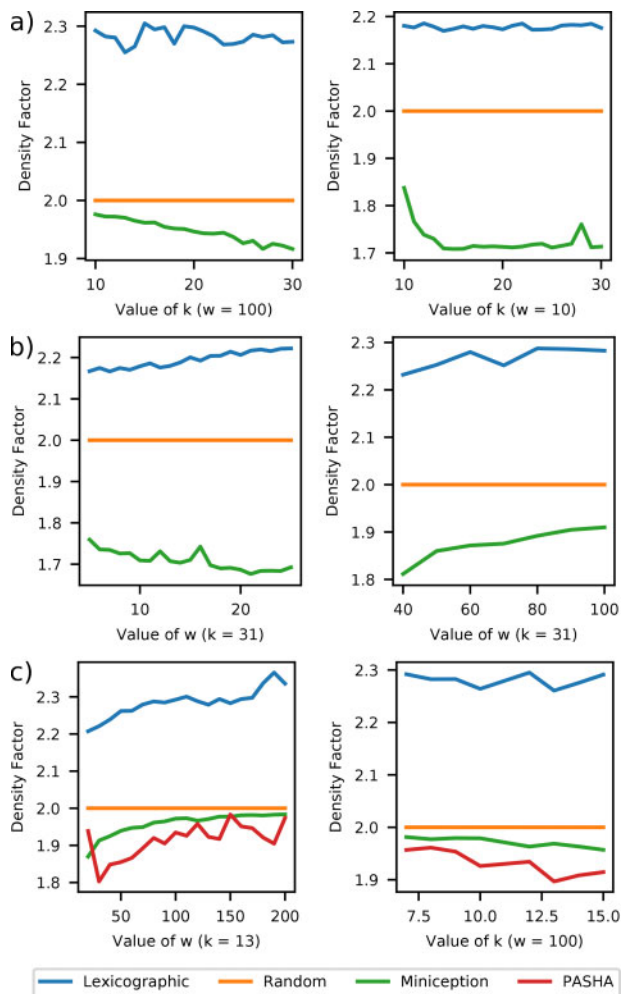 a)
2.3
2.2
2.1
2.0
1.9
Density Factor
10
20
30
Value of k (w = 100)
2.2
2.1
2.0
1.9
1.8
1.7
Density Factor
10
20
30
Value of k (w = 10)
b)
2.2
2.1
2.0
1.9
1.8
1.7
Density Factor
10
20
Value of w (k = 31)
2.3
2.2
2.1
2.0
1.9
1.8
Density Factor
40
60
80
100
Value of w (k = 31)
c)
2.3
2.2
2.1
2.0
1.9
1.8
Density Factor
50
100
150
200
Value of w (k = 13)
2.3
2.2
2.1
2.0
1.9
Density Factor
7.5
10.0
12.5
15.0
Value of k (w = 100)
Lexicographic
Random
Miniception
PASHA